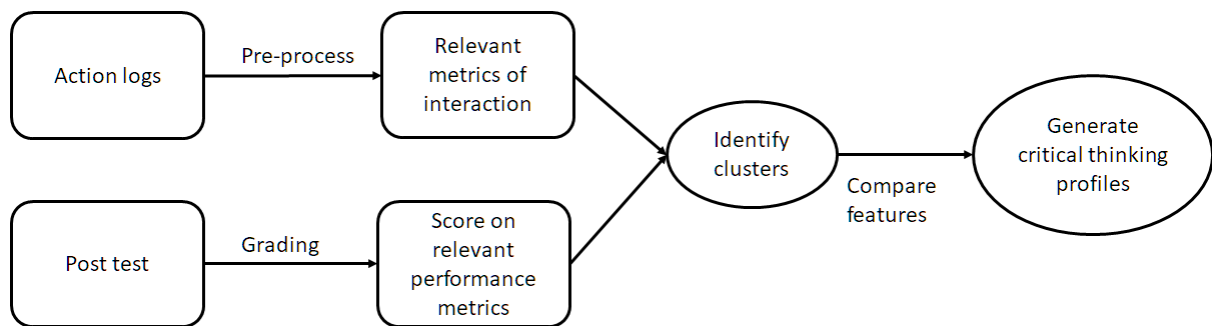 Action logs
Pre-process
Relevant
metrics of
interaction
Post test
Grading
Score on
relevant
performance
metrics
Identify
clusters
Compare
features
Generate
critical thinking
profiles